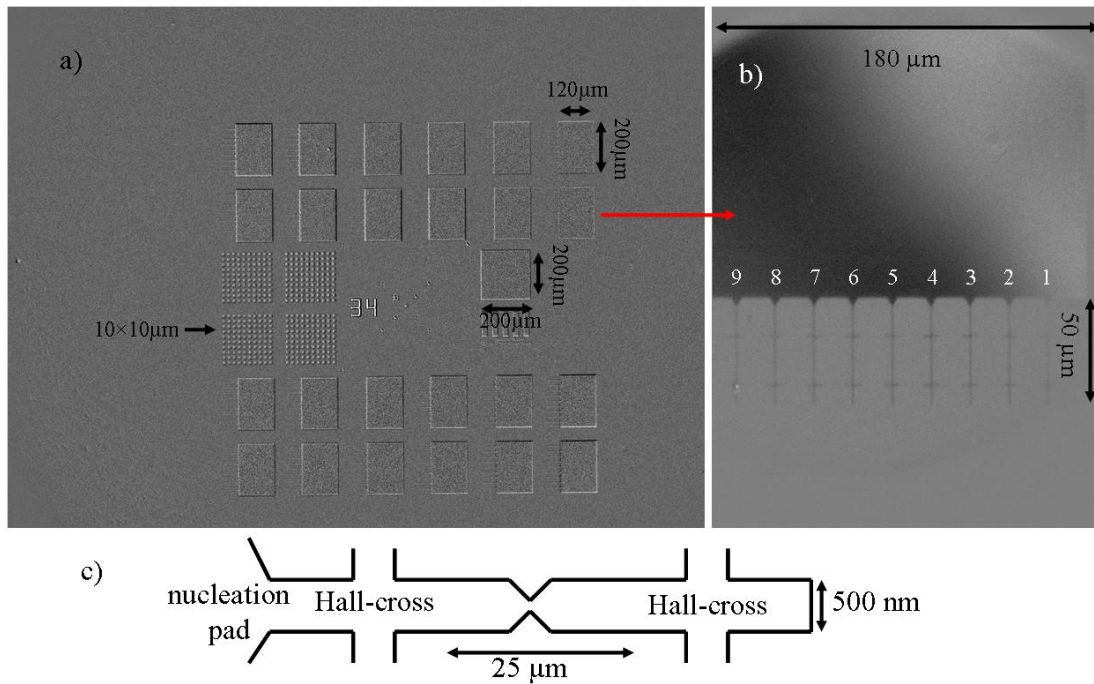 a)
120μm
200μm
200μm
200μm
34
10×10μm
b)
180 μm
9 8 7 6 5 4 3 2 1
50 μm
c)
nucleation
pad
Hall-cross
Hall-cross
500 nm
25 μm